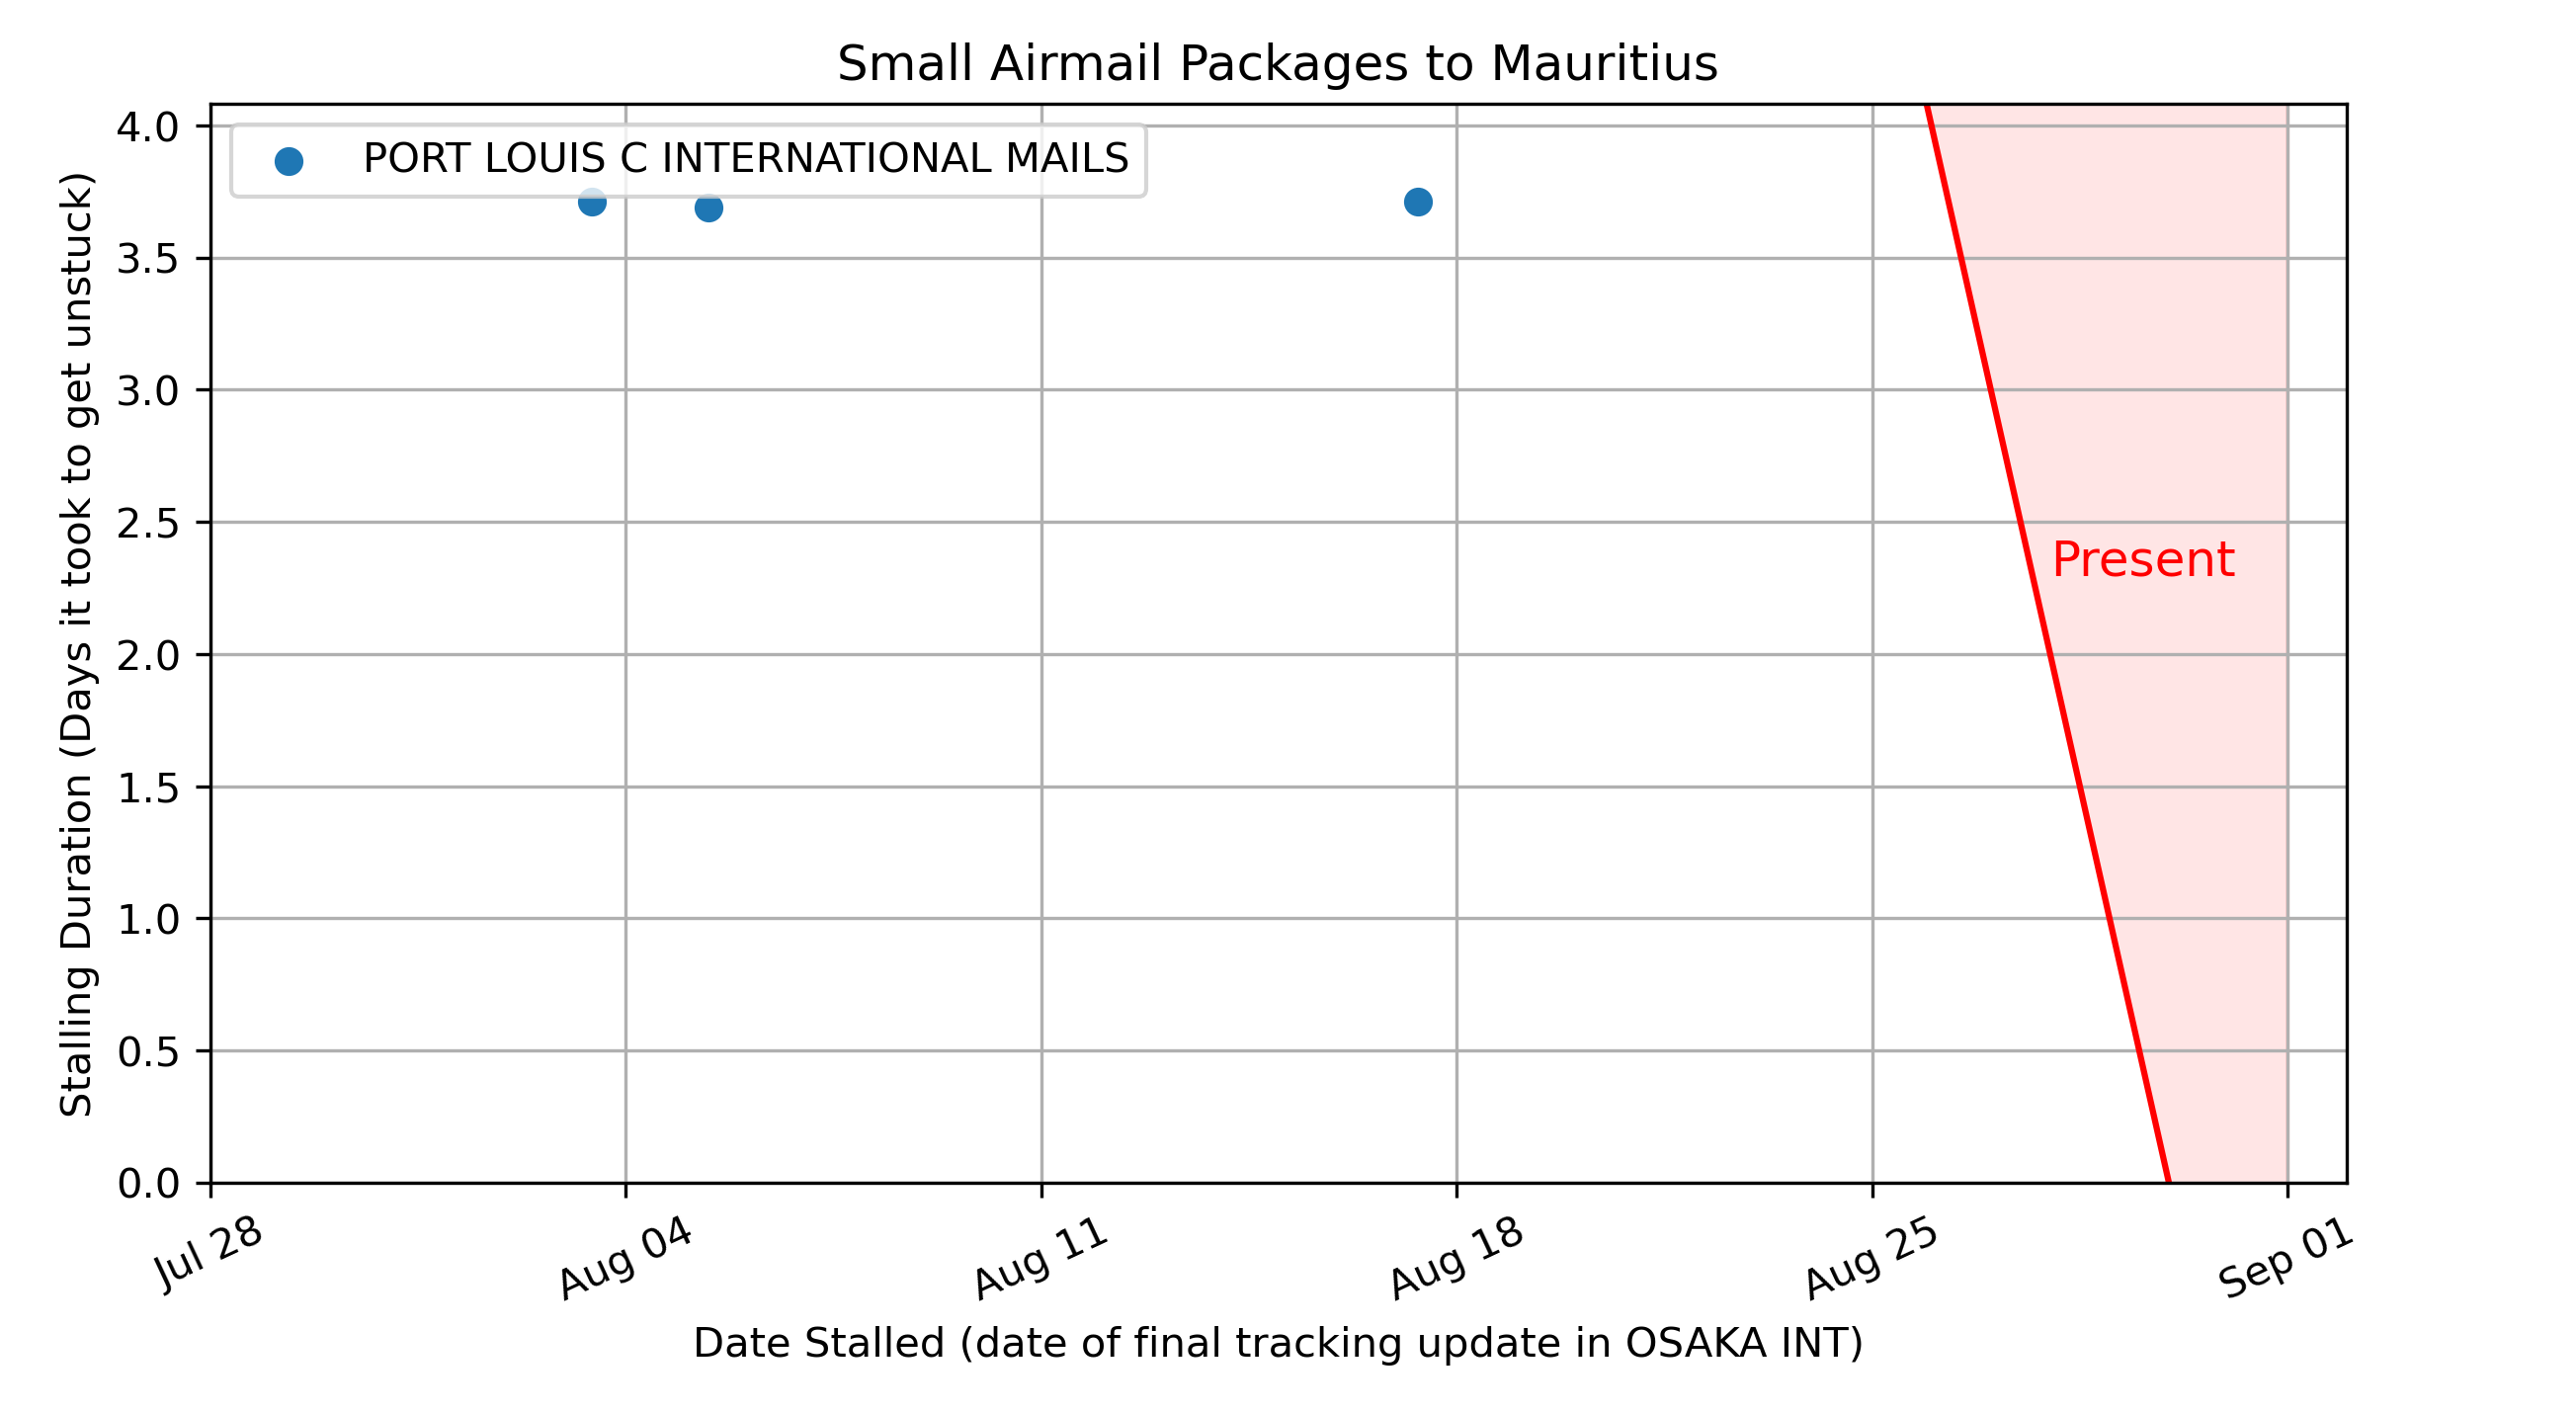 Small Airmail Packages to Mauritius
PORT LOUIS C INTERNATIONAL MAILS
Stalling Duration (Days it took to get unstuck)
4.0
3.5
3.0
2.5
2.0
1.5
1.0
0.5
0.0
Present
Jul 28
Aug 04
Aug 11
Aug 18
Aug 25
Sep 01
Date Stalled (date of final tracking update in OSAKA INT)